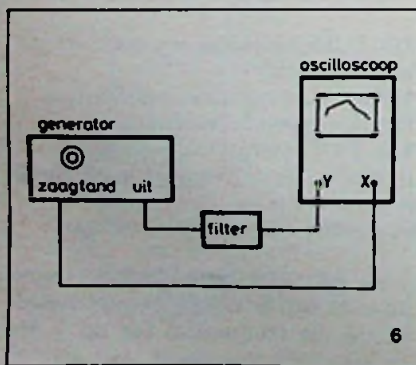 oscilloscoop
generator
zaagtand uit
Y X
filter
6